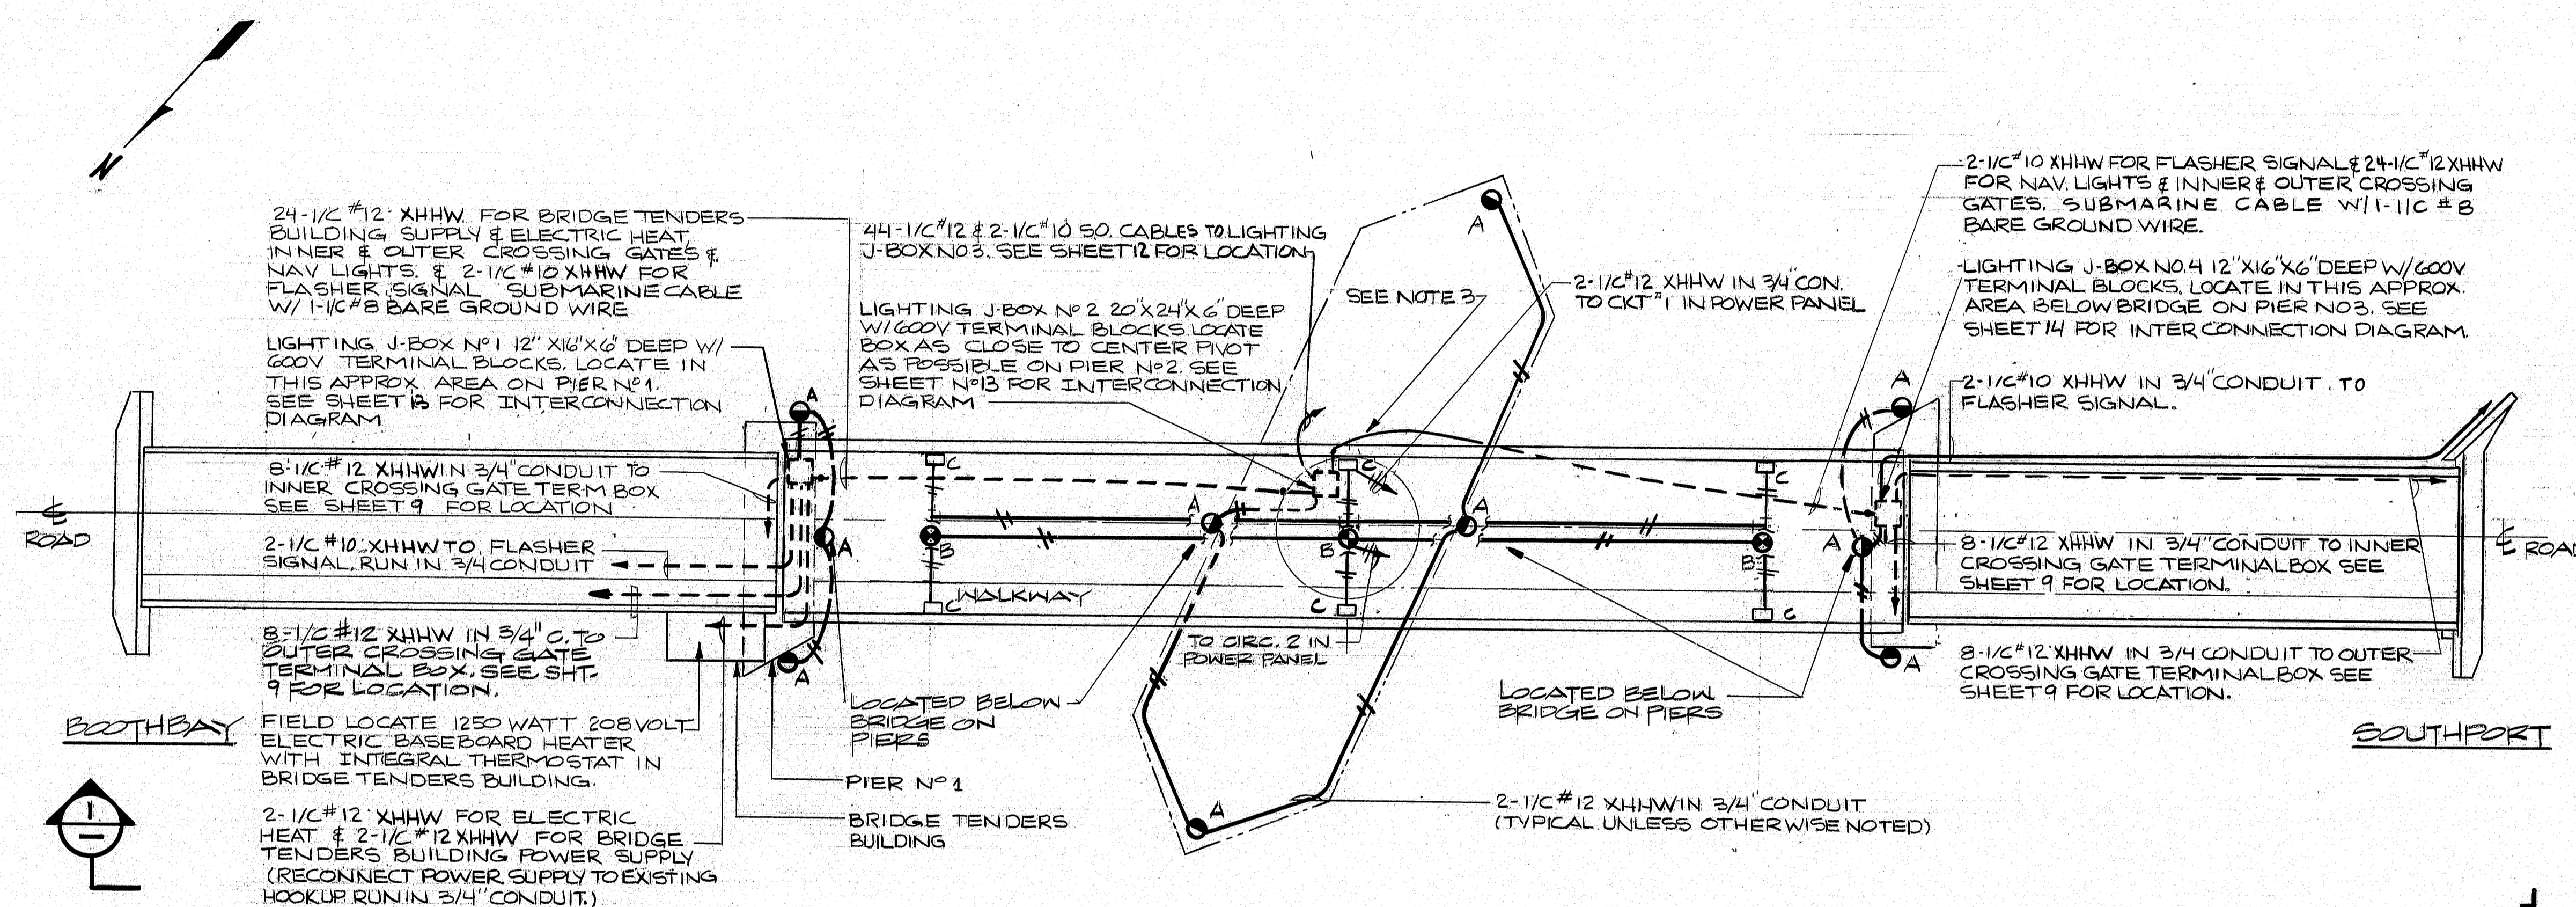 N
24-1/C #12 XHHW. FOR BRIDGE TENDERS
BUILDING SUPPLY & ELECTRIC HEAT,
INNER & OUTER CROSSING GATES &
NAV LIGHTS. & 2-1/C #10 XHHW FOR
FLASHER SIGNAL SUBMARINE CABLE
W/ 1-1/C #8 BARE GROUND WIRE
LIGHTING J-BOX Nº1 12" X16"X6" DEEP W/
600V TERMINAL BLOCKS. LOCATE IN
THIS APPROX AREA ON PIER Nº1.
SEE SHEET 13 FOR INTERCONNECTION
DIAGRAM
8-1/C #12 XHHW IN 3/4" CONDUIT TO
INNER CROSSING GATE TERM BOX
SEE SHEET 9 FOR LOCATION
2-1/C #10 XHHW TO FLASHER
SIGNAL, RUN IN 3/4 CONDUIT
8-1/C #12 XHHW IN 3/4" C. TO
OUTER CROSSING GATE
TERMINAL BOX. SEE SHT.
9 FOR LOCATION.
FIELD LOCATE 1250 WATT 208 VOLT
ELECTRIC BASEBOARD HEATER
WITH INTEGRAL THERMOSTAT IN
BRIDGE TENDERS BUILDING.
2-1/C #12 XHHW FOR ELECTRIC
HEAT & 2-1/C #12 XHHW FOR BRIDGE
TENDERS BUILDING POWER SUPPLY
(RECONNECT POWER SUPPLY TO EXISTING
HOOKUP RUN IN 3/4" CONDUIT.)
℄
ROAD
BOOTHBAY
1
44-1/C #12 & 2-1/C #10 S.O. CABLES TO LIGHTING
J-BOX NO3. SEE SHEET 12 FOR LOCATION
LIGHTING J-BOX Nº 2 20"X24"X6" DEEP
W/600V TERMINAL BLOCKS. LOCATE
BOX AS CLOSE TO CENTER PIVOT
AS POSSIBLE ON PIER Nº2. SEE
SHEET Nº13 FOR INTERCONNECTION
DIAGRAM
SEE NOTE 3
2-1/C #12 XHHW IN 3/4" CON.
TO CKT #1 IN POWER PANEL
A
A
A
A
A
A
A
A
A
A
B
B
B
C
C
C
C
C
C
WALKWAY
TO CIRC. 2 IN
POWER PANEL
LOCATED BELOW
BRIDGE ON
PIERS
PIER Nº 1
BRIDGE TENDERS
BUILDING
LOCATED BELOW
BRIDGE ON PIERS
2-1/C #12 XHHW IN 3/4" CONDUIT
(TYPICAL UNLESS OTHERWISE NOTED)
2-1/C #10 XHHW FOR FLASHER SIGNAL & 24-1/C #12 XHHW
FOR NAV. LIGHTS & INNER & OUTER CROSSING
GATES. SUBMARINE CABLE W/1-1/C #8
BARE GROUND WIRE.
LIGHTING J-BOX NO.4 12"X16"X6" DEEP W/600V
TERMINAL BLOCKS. LOCATE IN THIS APPROX.
AREA BELOW BRIDGE ON PIER NO3. SEE
SHEET 14 FOR INTERCONNECTION DIAGRAM.
2-1/C #10 XHHW IN 3/4" CONDUIT. TO
FLASHER SIGNAL.
8-1/C #12 XHHW IN 3/4" CONDUIT TO INNER
CROSSING GATE TERMINAL BOX SEE
SHEET 9 FOR LOCATION.
8-1/C #12 XHHW IN 3/4 CONDUIT TO OUTER
CROSSING GATE TERMINAL BOX SEE
SHEET 9 FOR LOCATION.
℄ ROAD
SOUTHPORT